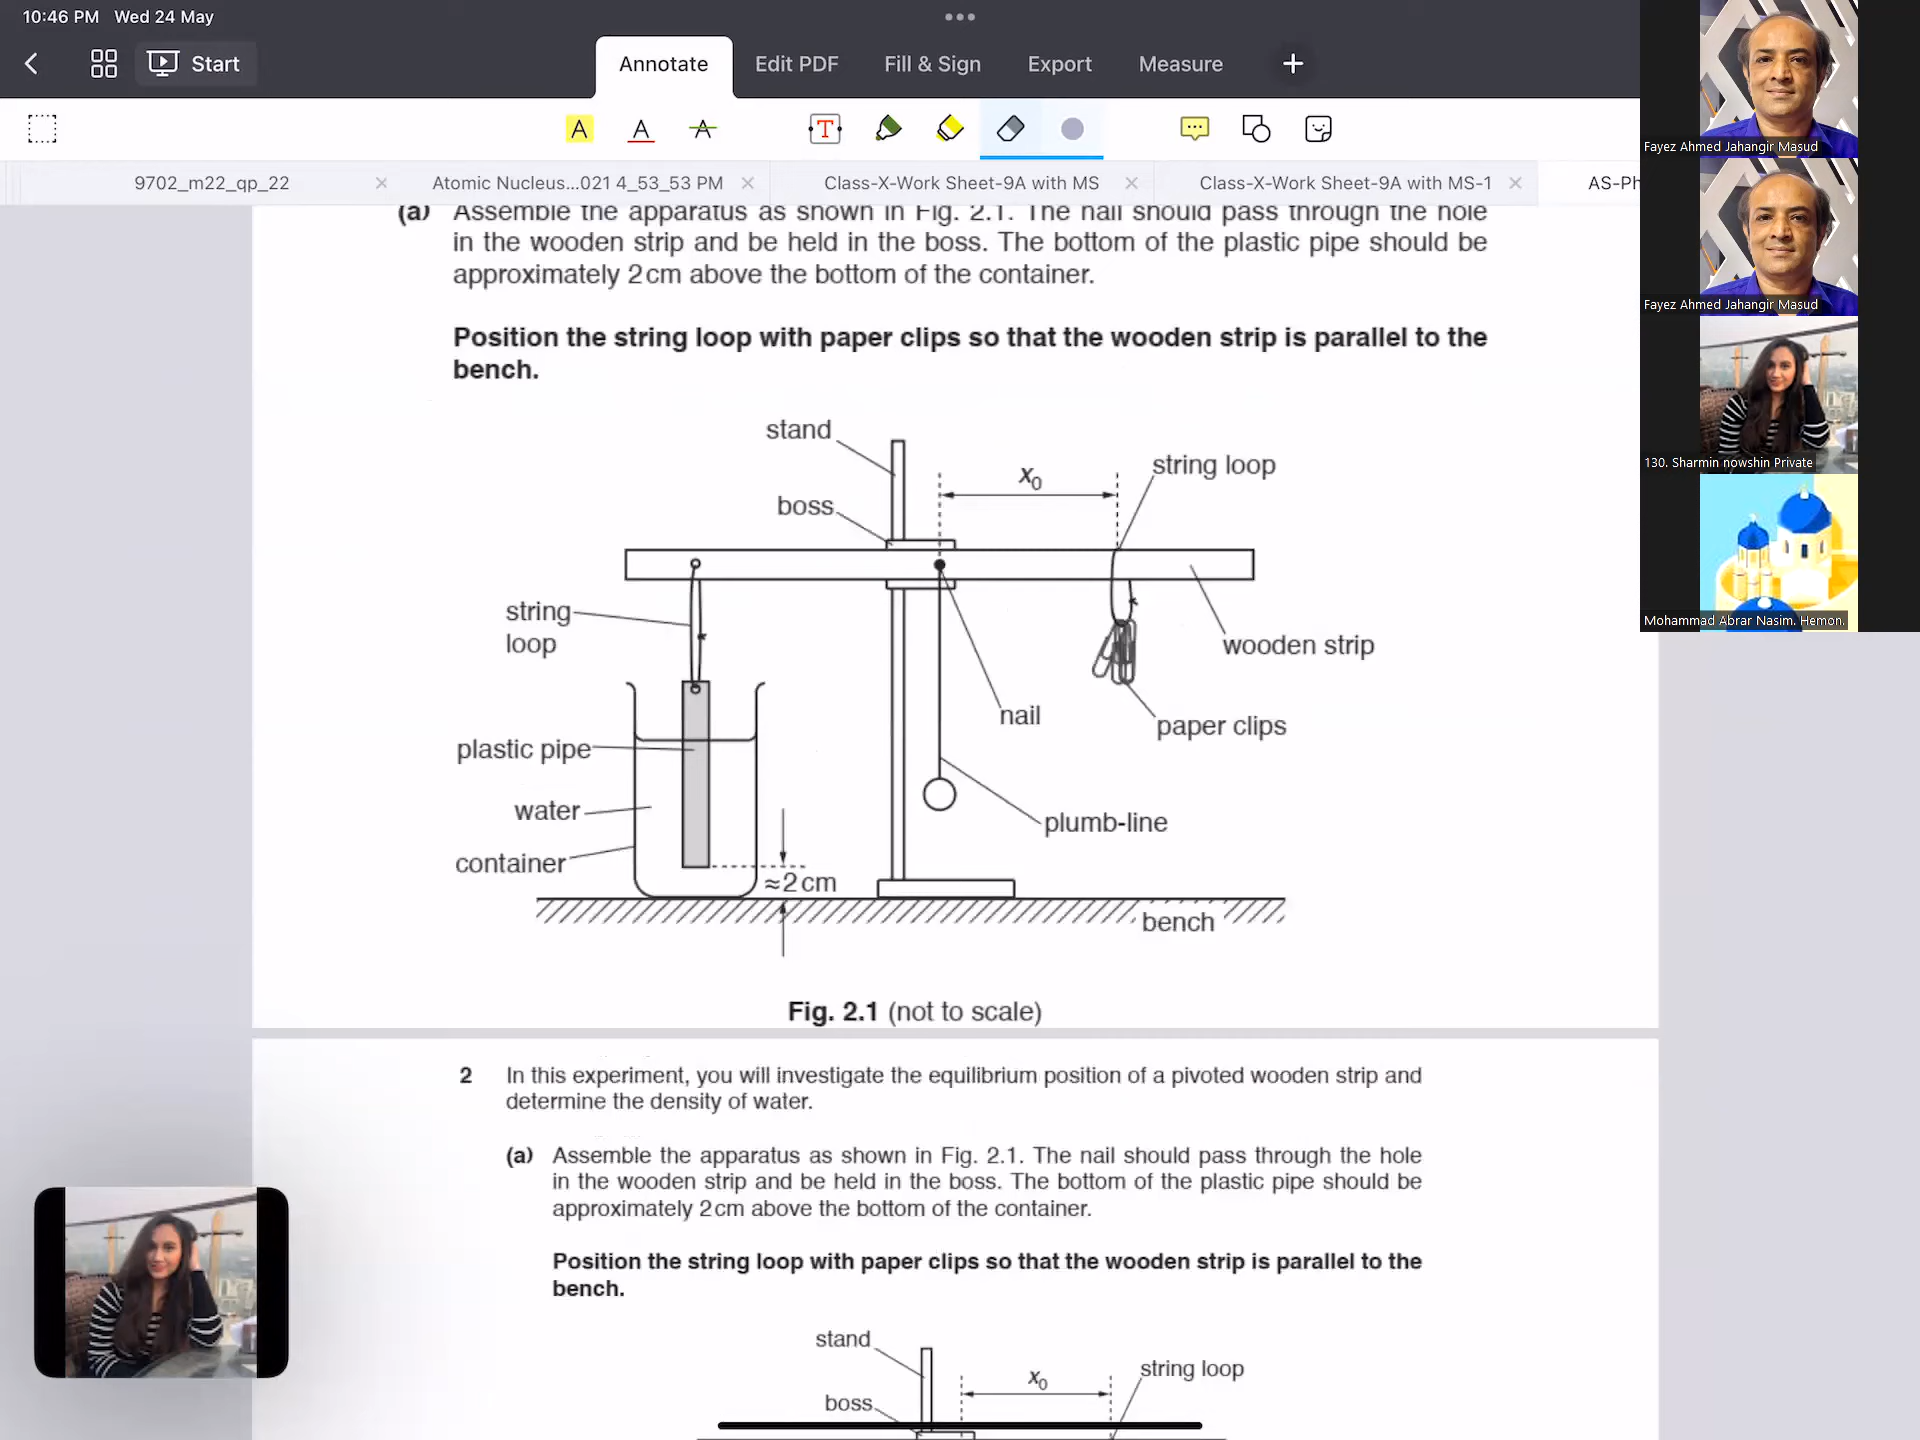 10:46 PM Wed 24 May
Start
Annotate
Edit PDF
Fill & Sign
Export
Measure
A A A T
9702_m22_qp_22
Atomic Nucleus...021 4_53_53 PM
Class-X-Work Sheet-9A with MS
Class-X-Work Sheet-9A with MS-1
AS-Ph
Fayez Ahmed Jahangir Masud
Fayez Ahmed Jahangir Masud
130. Sharmin nowshin Private
Mohammad Abrar Nasim. Hemon.
(a) Assemble the apparatus as shown in Fig. 2.1. The nail should pass through the hole
in the wooden strip and be held in the boss. The bottom of the plastic pipe should be
approximately 2 cm above the bottom of the container.
Position the string loop with paper clips so that the wooden strip is parallel to the
bench.
stand
x0
string loop
boss
string
loop
wooden strip
nail
paper clips
plastic pipe
water
plumb-line
container
≈2 cm
bench
Fig. 2.1 (not to scale)
2 In this experiment, you will investigate the equilibrium position of a pivoted wooden strip and
determine the density of water.
(a) Assemble the apparatus as shown in Fig. 2.1. The nail should pass through the hole
in the wooden strip and be held in the boss. The bottom of the plastic pipe should be
approximately 2 cm above the bottom of the container.
Position the string loop with paper clips so that the wooden strip is parallel to the
bench.
stand
x0
string loop
boss